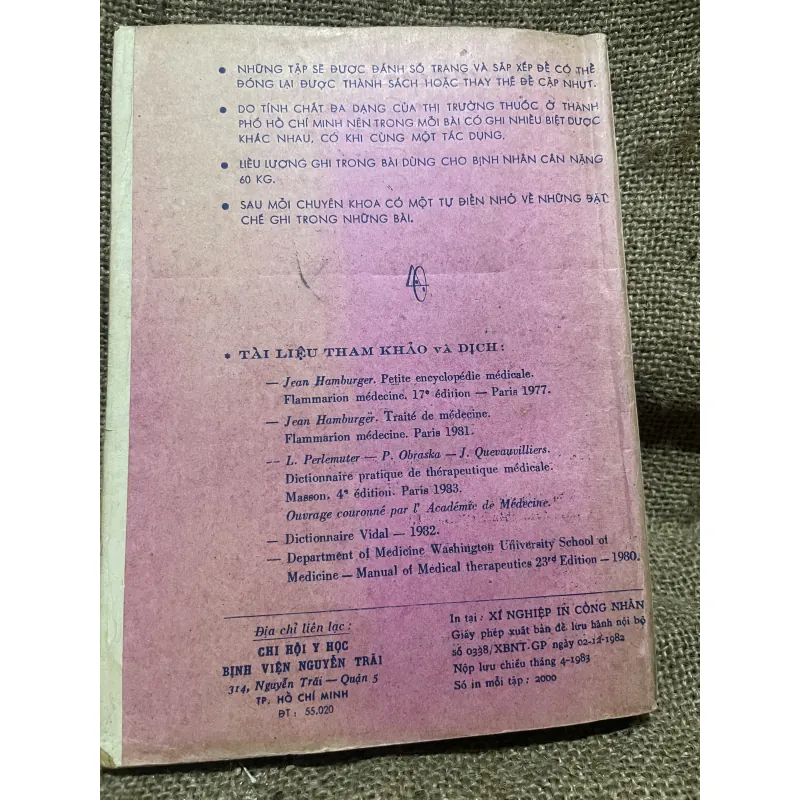 • NHỮNG TẬP SẼ ĐƯỢC ĐÁNH SỐ TRANG VÀ SẮP XẾP ĐỂ CÓ THỂ
ĐÓNG LẠI ĐƯỢC THÀNH SÁCH HOẶC THAY THẾ ĐỂ CẬP NHỰT.
• DO TÍNH CHẤT ĐA DẠNG CỦA THỊ TRƯỜNG THUỐC Ở THÀNH
PHỐ HỒ CHÍ MINH NÊN TRONG MỖI BÀI CÓ GHI NHIỀU BIỆT DƯỢC
KHÁC NHAU, CÓ KHI CÙNG MỘT TÁC DỤNG.
• LIỀU LƯỢNG GHI TRONG BÀI DÙNG CHO BỊNH NHÂN CÂN NẶNG
60 KG.
• SAU MỖI CHUYÊN KHOA CÓ MỘT TỰ ĐIỂN NHỎ VỀ NHỮNG ĐẶT
CHẾ GHI TRONG NHỮNG BÀI.
* TÀI LIỆU THAM KHẢO VÀ DỊCH :
— Jean Hamburger. Petite encyclopédie médicale.
Flammarion médecine. 17e édition — Paris 1977.
— Jean Hamburger. Traité de médecine.
Flammarion médecine. Paris 1981.
— L. Perlemuter — P. Obraska — J. Quevauvilliers.
Dictionnaire pratique de thérapeutique médicale.
Masson. 4e édition. Paris 1983.
Ouvrage couronné par l' Académie de Médecine.
— Dictionnaire Vidal — 1982.
— Department of Medicine Washington University School of
Medicine — Manual of Medical therapeutics 23rd Edition — 1980.
Địa chỉ liên lạc :
CHI HỘI Y HỌC
BỊNH VIỆN NGUYỄN TRÃI
314, Nguyễn Trãi — Quận 5
TP. HỒ CHÍ MINH
ĐT : 55.020
In tại : XÍ NGHIỆP IN CÔNG NHÂN
Giấy phép xuất bản để lưu hành nội bộ
số 0338/XBNT.GP ngày 02-12-1982
Nộp lưu chiếu tháng 4-1983
Số in mỗi tập : 2000